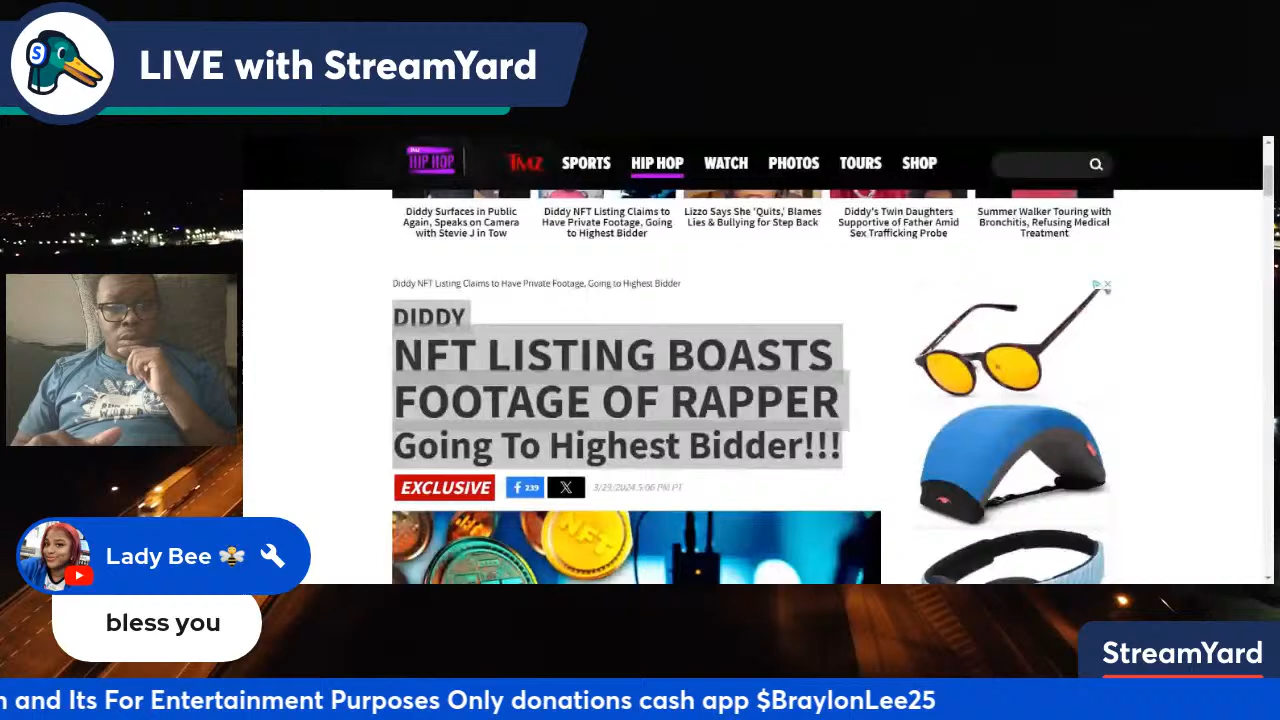 S
LIVE with StreamYard
TMZ
HIP HOP
TMZ SPORTS HIP HOP WATCH PHOTOS TOURS SHOP
Diddy Surfaces in Public
Again, Speaks on Camera
with Stevie J in Tow
Diddy NFT Listing Claims to
Have Private Footage, Going
to Highest Bidder
Lizzo Says She 'Quits,' Blames
Lies & Bullying for Step Back
Diddy's Twin Daughters
Supportive of Father Amid
Sex Trafficking Probe
Summer Walker Touring with
Bronchitis, Refusing Medical
Treatment
Diddy NFT Listing Claims to Have Private Footage, Going to Highest Bidder
DIDDY
NFT LISTING BOASTS
FOOTAGE OF RAPPER
Going To Highest Bidder!!!
EXCLUSIVE
f 239
X
3/29/2024 5:06 PM PT
NFT
Lady Bee 🐝
bless you
StreamYard
and Its For Entertainment Purposes Only donations cash app $BraylonLee25